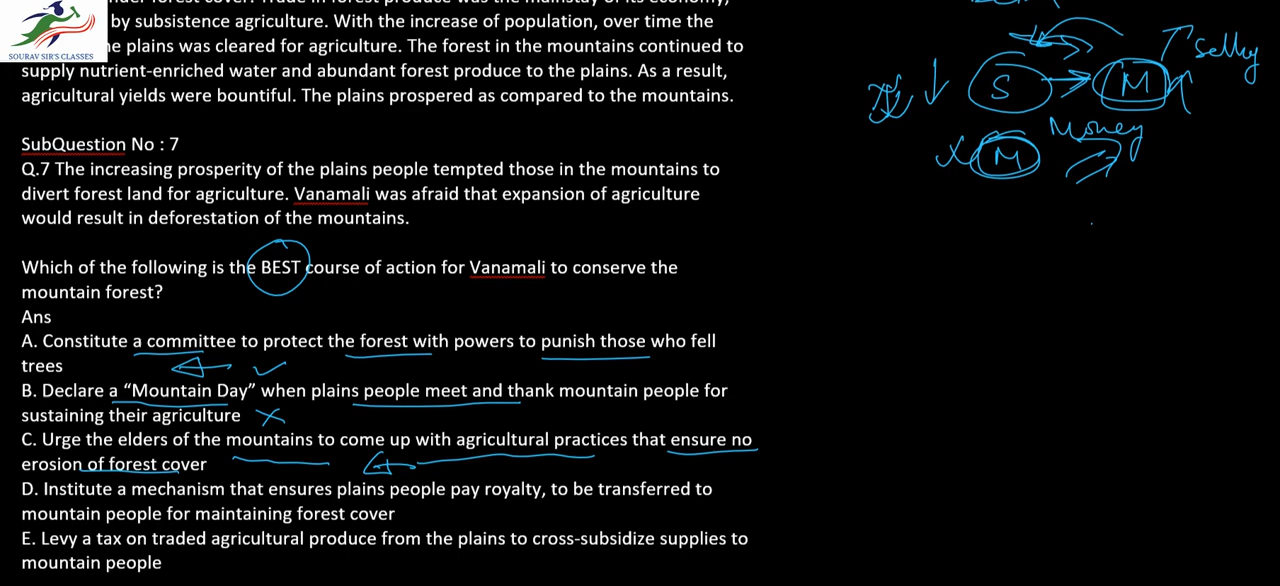 by subsistence agriculture. With the increase of population, over time the
SOURAV SIR'S CLASSES
plains was cleared for agriculture. The forest in the mountains continued to
supply nutrient-enriched water and abundant forest produce to the plains. As a result,
agricultural yields were bountiful. The plains prospered as compared to the mountains.
SubQuestion No : 7
Q.7 The increasing prosperity of the plains people tempted those in the mountains to
divert forest land for agriculture. Vanamali was afraid that expansion of agriculture
would result in deforestation of the mountains.
Which of the following is the BEST course of action for Vanamali to conserve the
mountain forest?
Ans
A. Constitute a committee to protect the forest with powers to punish those who fell
trees
B. Declare a “Mountain Day” when plains people meet and thank mountain people for
sustaining their agriculture
C. Urge the elders of the mountains to come up with agricultural practices that ensure no
erosion of forest cover
D. Institute a mechanism that ensures plains people pay royalty, to be transferred to
mountain people for maintaining forest cover
E. Levy a tax on traded agricultural produce from the plains to cross-subsidize supplies to
mountain people
S
M
M
Money